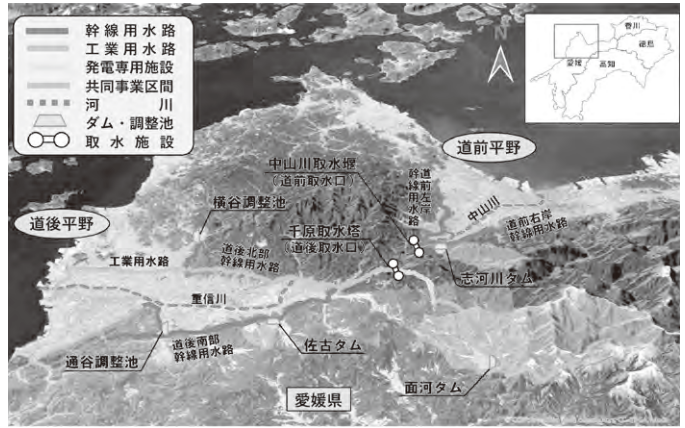 幹線用水路
工業用水路
発電専用施設
共同事業区間
河川
ダム・調整池
取水施設
N
香川
徳島
愛媛
高知
道前平野
道後平野
中山川取水堰
(道前取水口)
道前左岸
幹線用水路
中山川
道前右岸
幹線用水路
横谷調整池
千原取水塔
(道後取水口)
道後北部
幹線用水路
工業用水路
志河川ダム
重信川
道後南部
幹線用水路
通谷調整池
佐古ダム
面河ダム
愛媛県